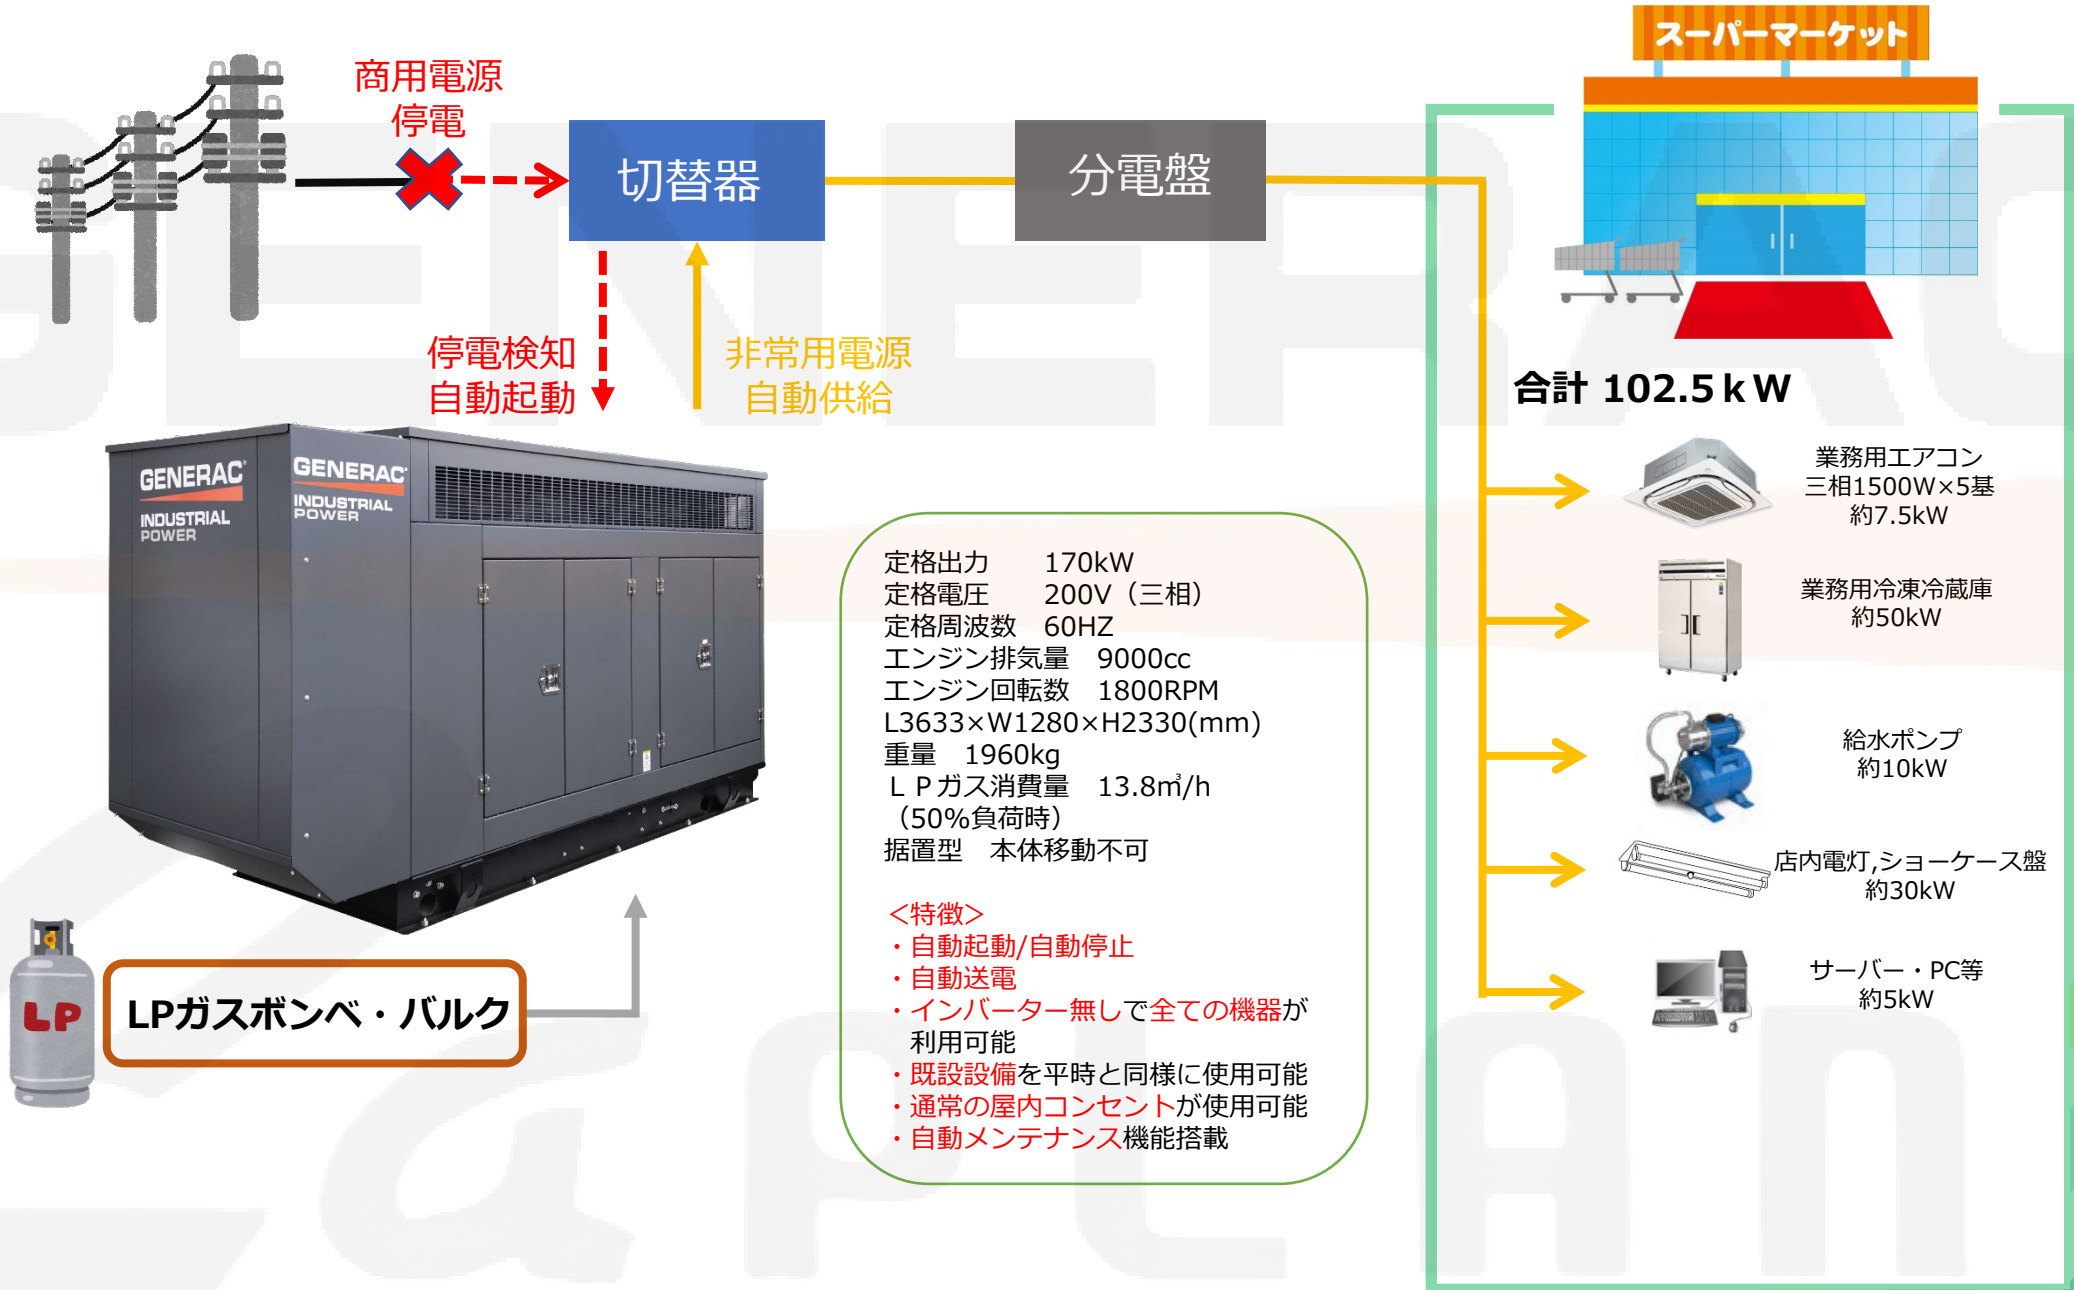 スーパーマーケット
商用電源
停電
切替器
分電盤
停電検知
自動起動
非常用電源
自動供給
合計 102.5ｋW
GENERAC
INDUSTRIAL
POWER
GENERAC
INDUSTRIAL
POWER
業務用エアコン
三相1500W×5基
約7.5kW
業務用冷凍冷蔵庫
約50kW
給水ポンプ
約10kW
店内電灯,ショーケース盤
約30kW
サーバー・PC等
約5kW
定格出力　　170kW
定格電圧　　200V（三相）
定格周波数　60HZ
エンジン排気量　9000cc
エンジン回転数　1800RPM
L3633×W1280×H2330(mm)
重量　1960kg
ＬＰガス消費量　13.8㎥/h
（50%負荷時）
据置型　本体移動不可
＜特徴＞
・自動起動/自動停止
・自動送電
・インバーター無しで全ての機器が
利用可能
・既設設備を平時と同様に使用可能
・通常の屋内コンセントが使用可能
・自動メンテナンス機能搭載
LP
LPガスボンベ・バルク
GENERAC